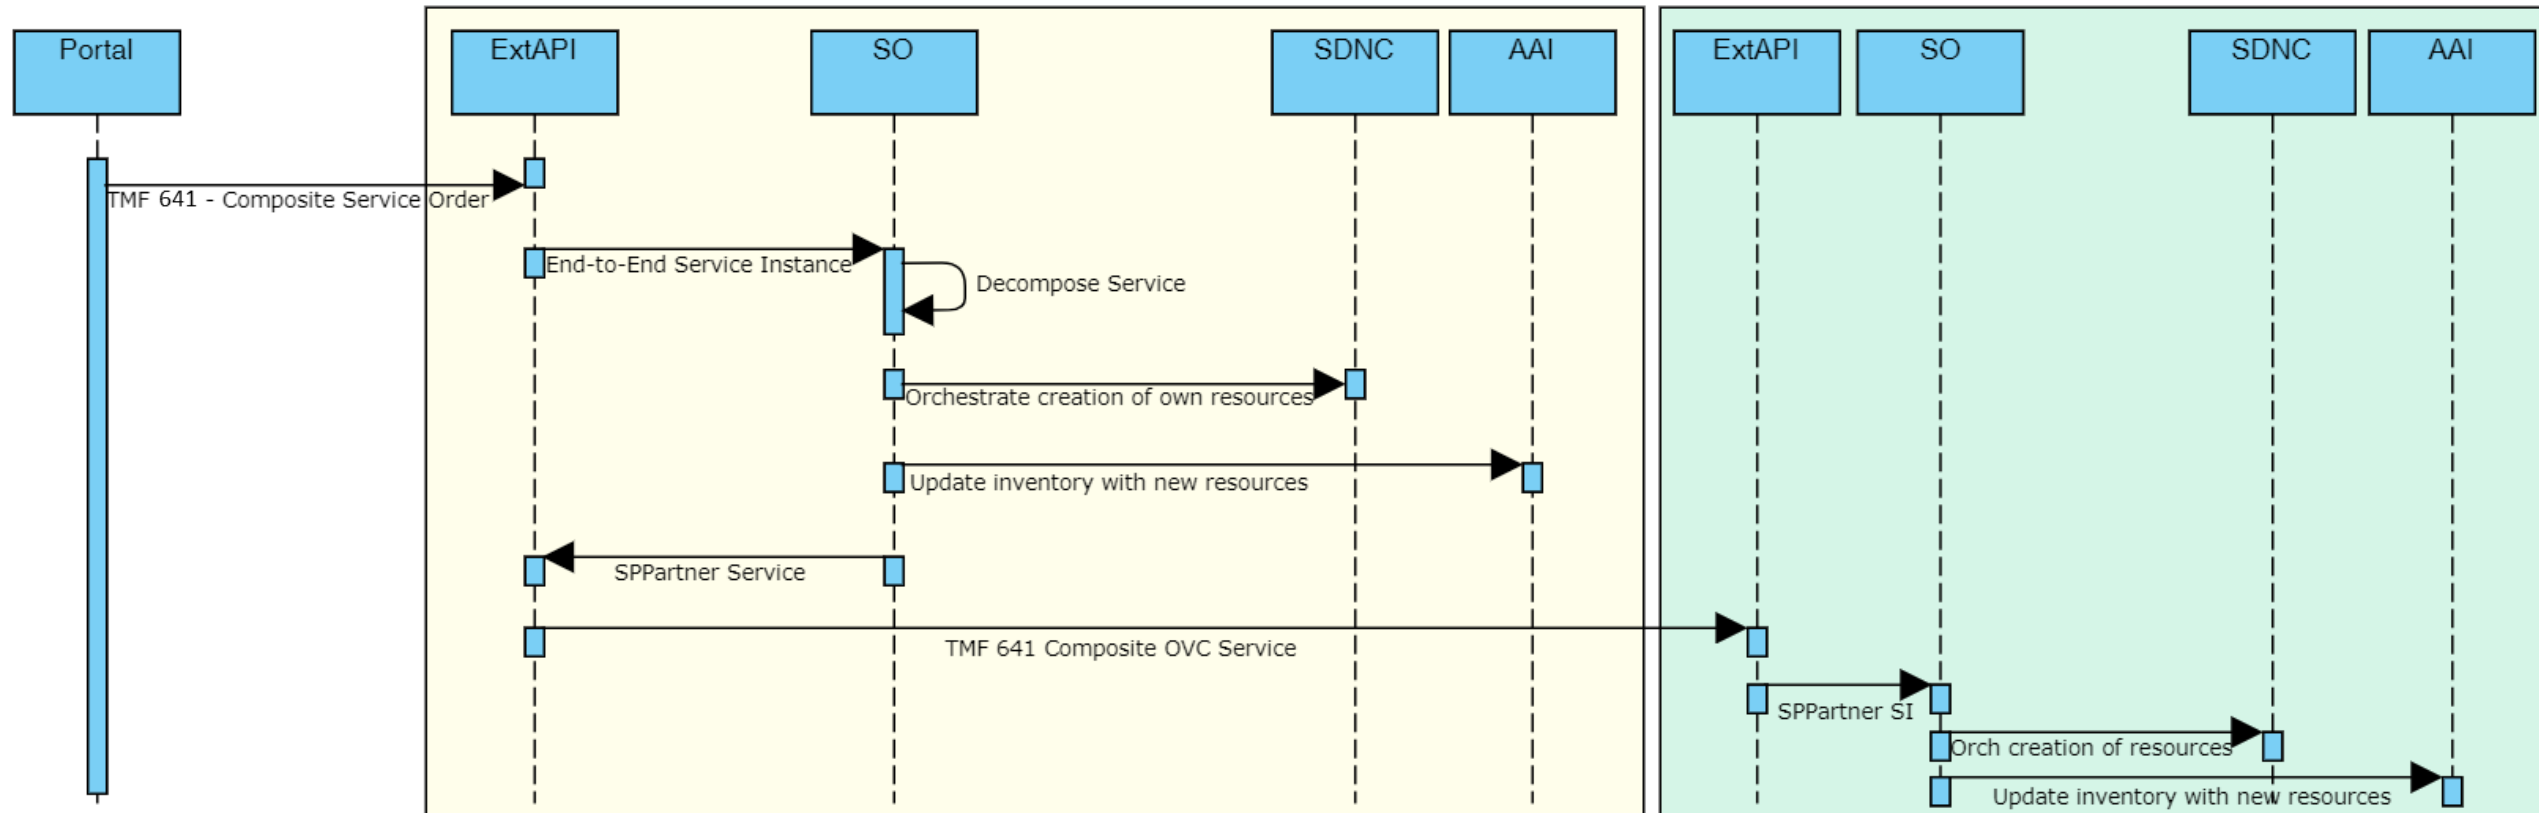 Portal
ExtAPI
SO
SDNC
AAI
ExtAPI
SO
SDNC
AAI
TMF 641 - Composite Service Order
End-to-End Service Instance
Decompose Service
Orchestrate creation of own resources
Update inventory with new resources
SPPartner Service
TMF 641 Composite OVC Service
SPPartner SI
Orch creation of resources
Update inventory with new resources